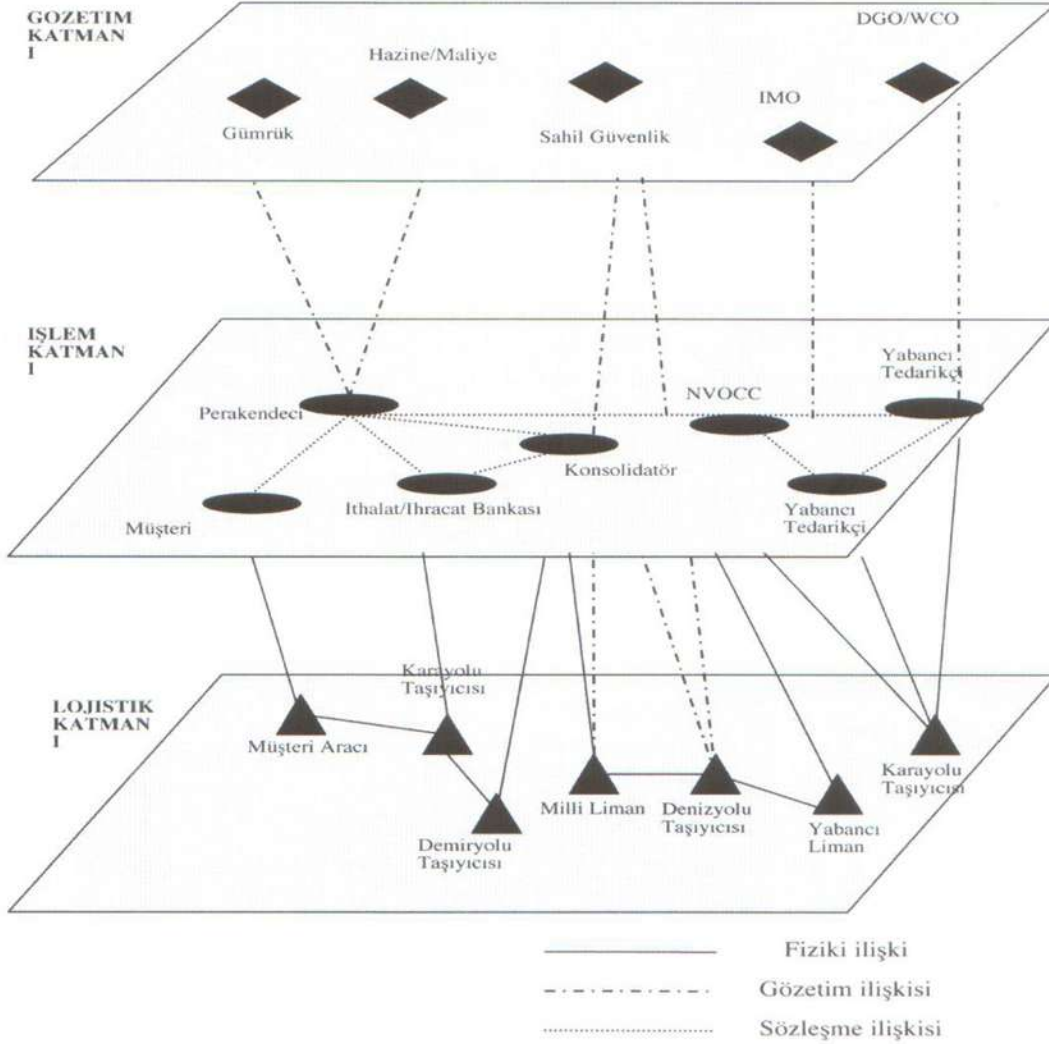 GOZETIM
KATMAN
I
DGO/WCO
Hazine/Maliye
IMO
Gümrük
Sahil Güvenlik
IŞLEM
KATMAN
I
Yabancı
Tedarikçi
NVOCC
Perakendeci
Konsolidatör
Ithalat/Ihracat Bankası
Yabancı
Tedarikçi
Müşteri
Karayolu
Taşıyıcısı
LOJISTIK
KATMAN
I
Müşteri Aracı
Karayolu
Taşıyıcısı
Milli Liman
Denizyolu
Taşıyıcısı
Yabancı
Liman
Demiryolu
Taşıyıcısı
Fiziki ilişki
Gözetim ilişkisi
Sözleşme ilişkisi